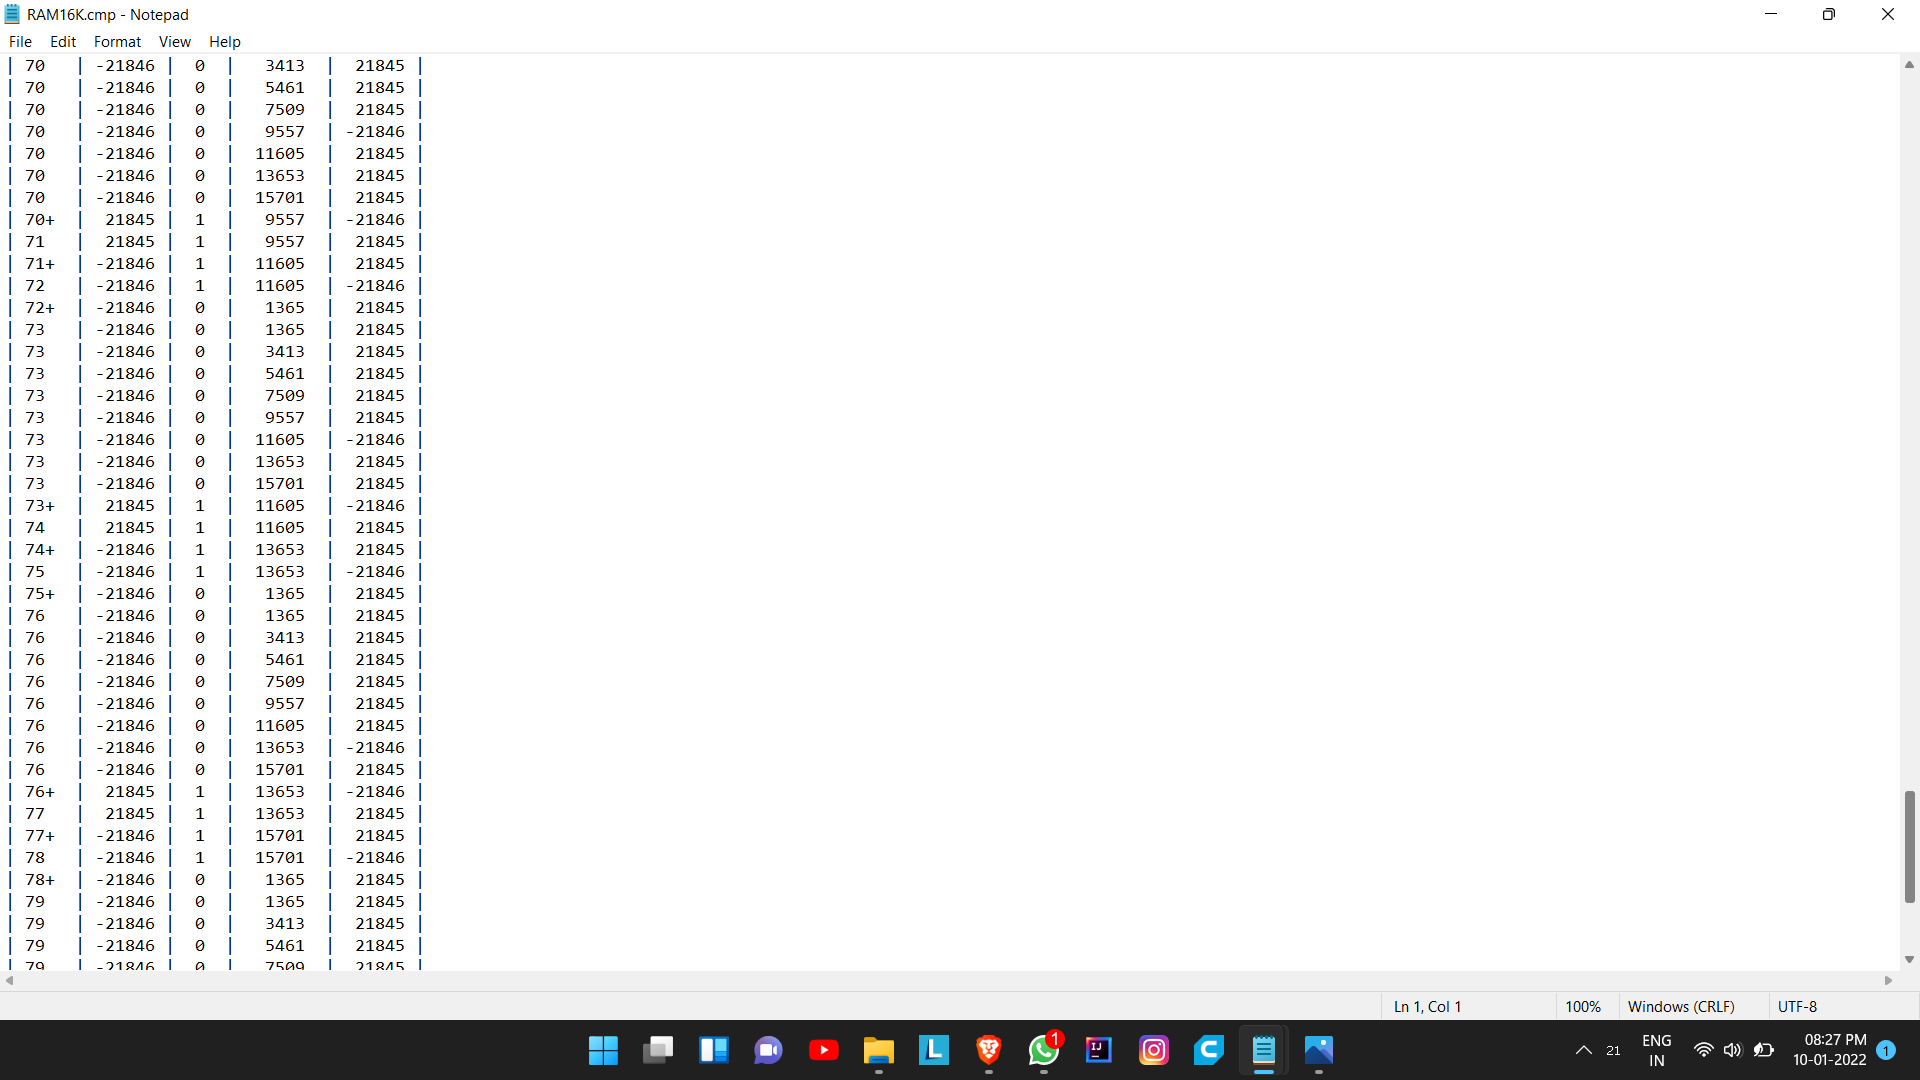 RAM16K.cmp - Notepad
File Edit Format View Help
| 70   | -21846 |  0  |   3413  |  21845 |
| 70   | -21846 |  0  |   5461  |  21845 |
| 70   | -21846 |  0  |   7509  |  21845 |
| 70   | -21846 |  0  |   9557  | -21846 |
| 70   | -21846 |  0  |  11605  |  21845 |
| 70   | -21846 |  0  |  13653  |  21845 |
| 70   | -21846 |  0  |  15701  |  21845 |
| 70+  |  21845 |  1  |   9557  | -21846 |
| 71   |  21845 |  1  |   9557  |  21845 |
| 71+  | -21846 |  1  |  11605  |  21845 |
| 72   | -21846 |  1  |  11605  | -21846 |
| 72+  | -21846 |  0  |   1365  |  21845 |
| 73   | -21846 |  0  |   1365  |  21845 |
| 73   | -21846 |  0  |   3413  |  21845 |
| 73   | -21846 |  0  |   5461  |  21845 |
| 73   | -21846 |  0  |   7509  |  21845 |
| 73   | -21846 |  0  |   9557  |  21845 |
| 73   | -21846 |  0  |  11605  | -21846 |
| 73   | -21846 |  0  |  13653  |  21845 |
| 73   | -21846 |  0  |  15701  |  21845 |
| 73+  |  21845 |  1  |  11605  | -21846 |
| 74   |  21845 |  1  |  11605  |  21845 |
| 74+  | -21846 |  1  |  13653  |  21845 |
| 75   | -21846 |  1  |  13653  | -21846 |
| 75+  | -21846 |  0  |   1365  |  21845 |
| 76   | -21846 |  0  |   1365  |  21845 |
| 76   | -21846 |  0  |   3413  |  21845 |
| 76   | -21846 |  0  |   5461  |  21845 |
| 76   | -21846 |  0  |   7509  |  21845 |
| 76   | -21846 |  0  |   9557  |  21845 |
| 76   | -21846 |  0  |  11605  |  21845 |
| 76   | -21846 |  0  |  13653  | -21846 |
| 76   | -21846 |  0  |  15701  |  21845 |
| 76+  |  21845 |  1  |  13653  | -21846 |
| 77   |  21845 |  1  |  13653  |  21845 |
| 77+  | -21846 |  1  |  15701  |  21845 |
| 78   | -21846 |  1  |  15701  | -21846 |
| 78+  | -21846 |  0  |   1365  |  21845 |
| 79   | -21846 |  0  |   1365  |  21845 |
| 79   | -21846 |  0  |   3413  |  21845 |
| 79   | -21846 |  0  |   5461  |  21845 |
| 79   | -21846 |  0  |   7509  |  21845 |
Ln 1, Col 1 100% Windows (CRLF) UTF-8
L 1 IJ 21 ENG IN 08:27 PM 10-01-2022 1